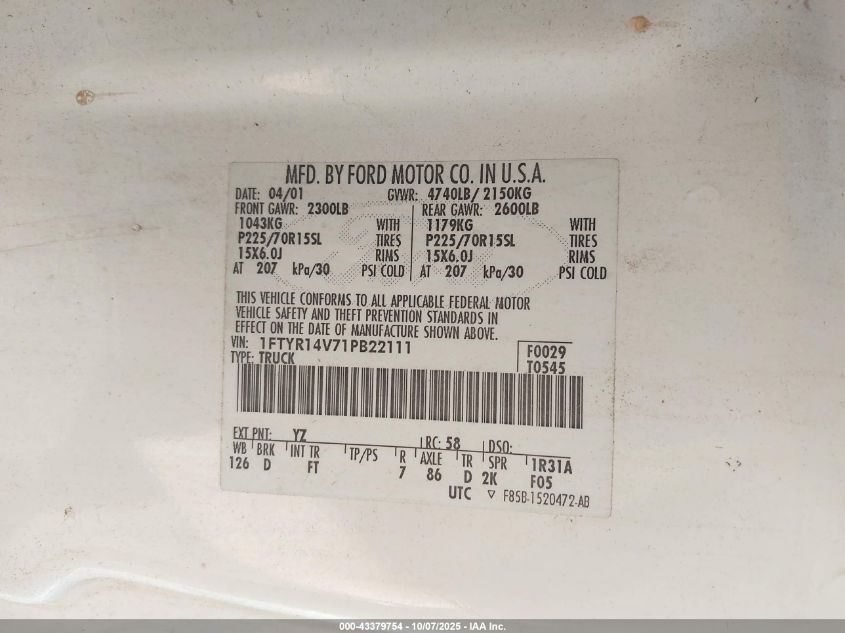 MFD. BY FORD MOTOR CO. IN U.S.A.
DATE: 04/01 GVWR: 4740LB/ 2150KG
FRONT GAWR: 2300LB REAR GAWR: 2600LB
1043KG WITH 1179KG WITH
P225/70R15SL TIRES P225/70R15SL TIRES
15X6.0J RIMS 15X6.0J RIMS
AT 207 kPa/30 PSI COLD AT 207 kPa/30 PSI COLD
THIS VEHICLE CONFORMS TO ALL APPLICABLE FEDERAL MOTOR
VEHICLE SAFETY AND THEFT PREVENTION STANDARDS IN
EFFECT ON THE DATE OF MANUFACTURE SHOWN ABOVE.
VIN: 1FTYR14V71PB22111 F0029
TYPE: TRUCK T0545
EXT PNT: YZ RC: 58 DSO:
WB BRK INT TR TP/PS R AXLE TR SPR 1R31A
126 D FT 7 86 D 2K F05
UTC ▽ F85B-1520472-AB
000-43379754 - 10/07/2025 - IAA Inc.